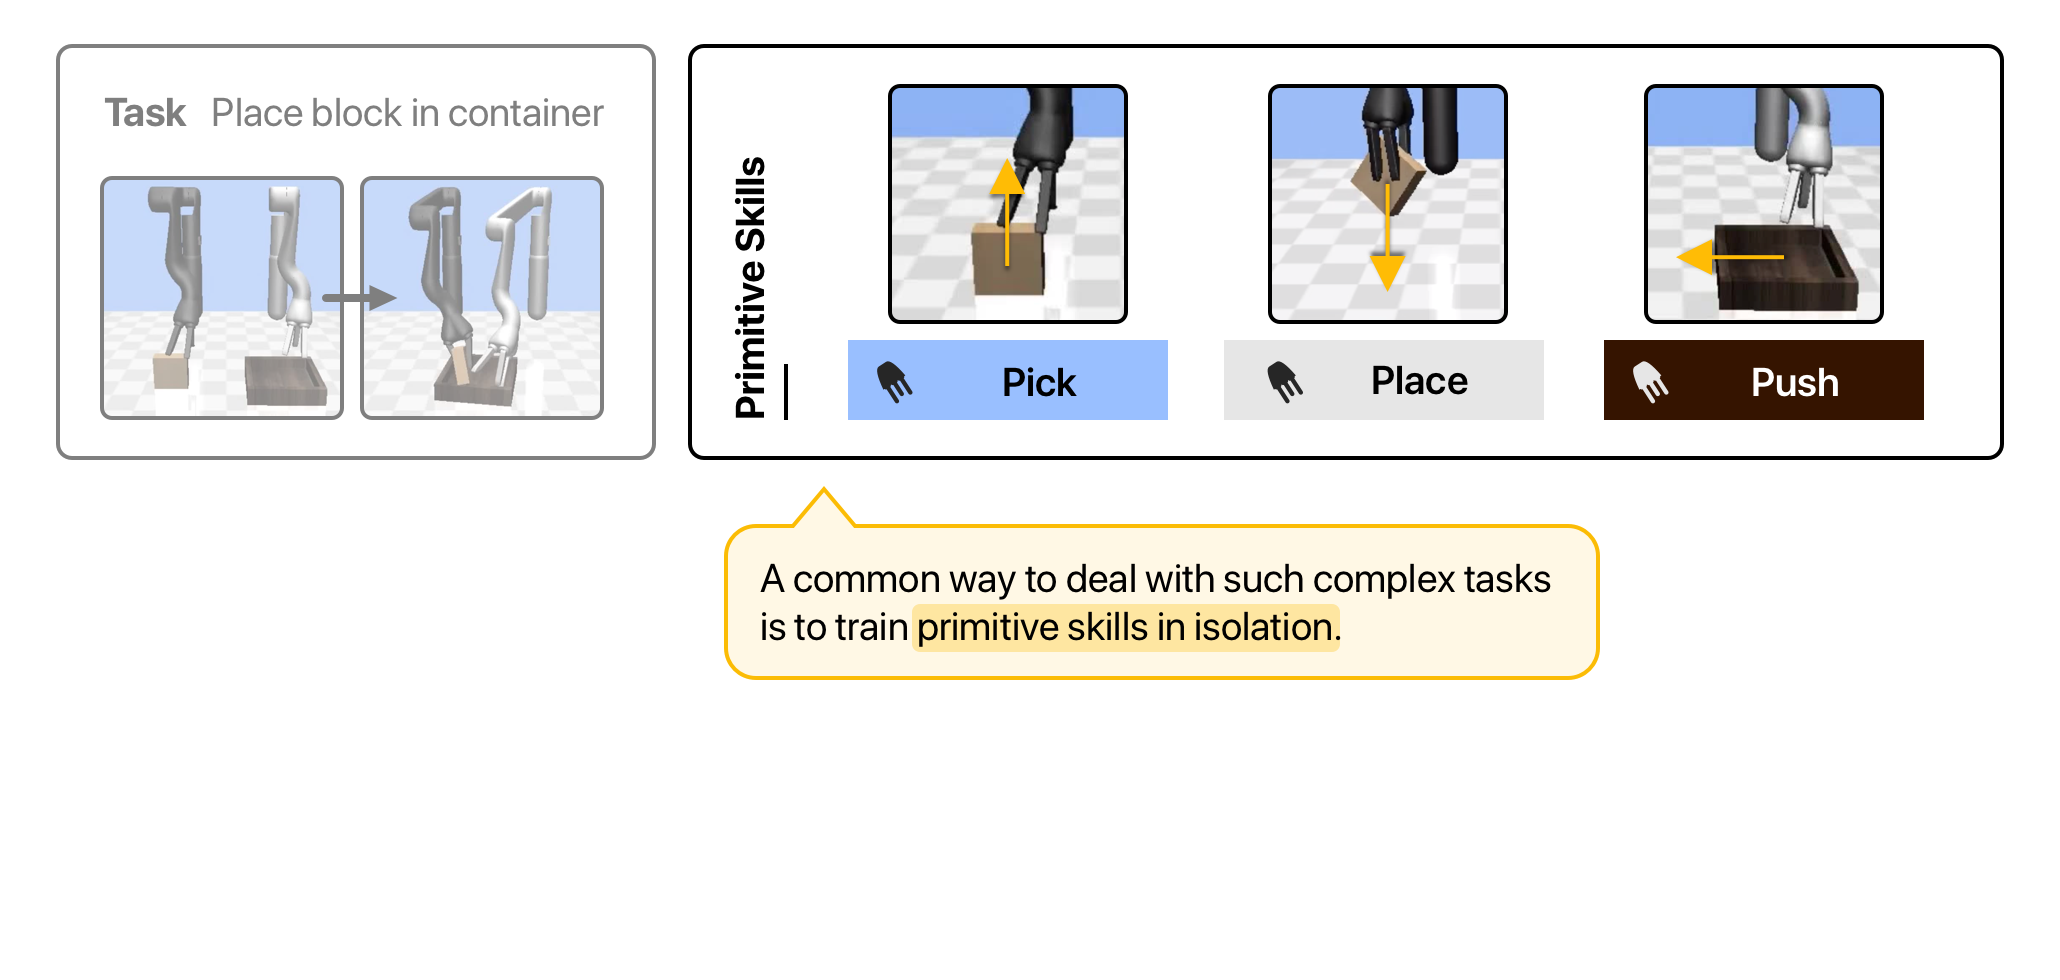 Task Place block in container
Primitive Skills
Pick
Place
Push
A common way to deal with such complex tasks
is to train primitive skills in isolation.